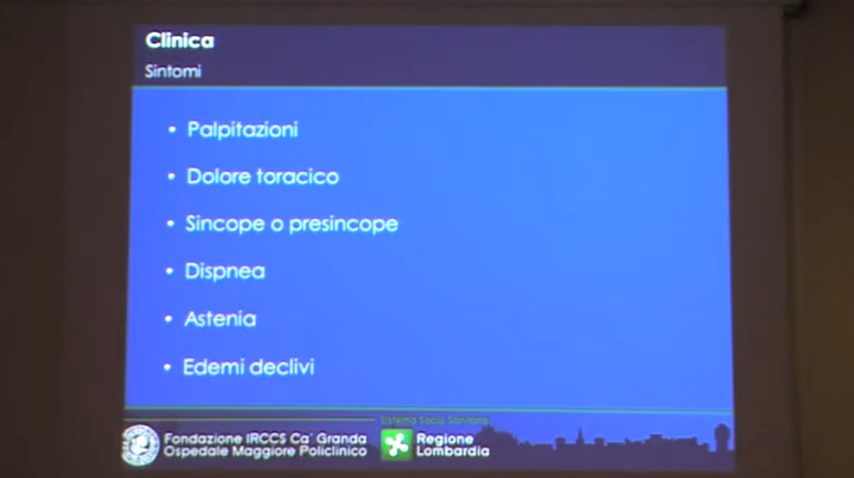 Clinica
Sintomi
• Palpitazioni
• Dolore toracico
• Sincope o presincope
• Dispnea
• Astenia
• Edemi declivi
Sistema Socio Sanitario
Fondazione IRCCS Ca' Granda
Ospedale Maggiore Policlinico
Regione
Lombardia